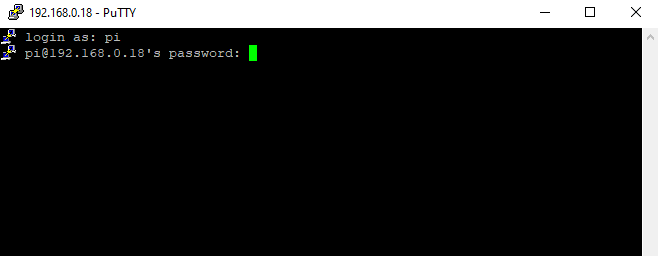 192.168.0.18 - PuTTY
login as: pi
pi@192.168.0.18's password: